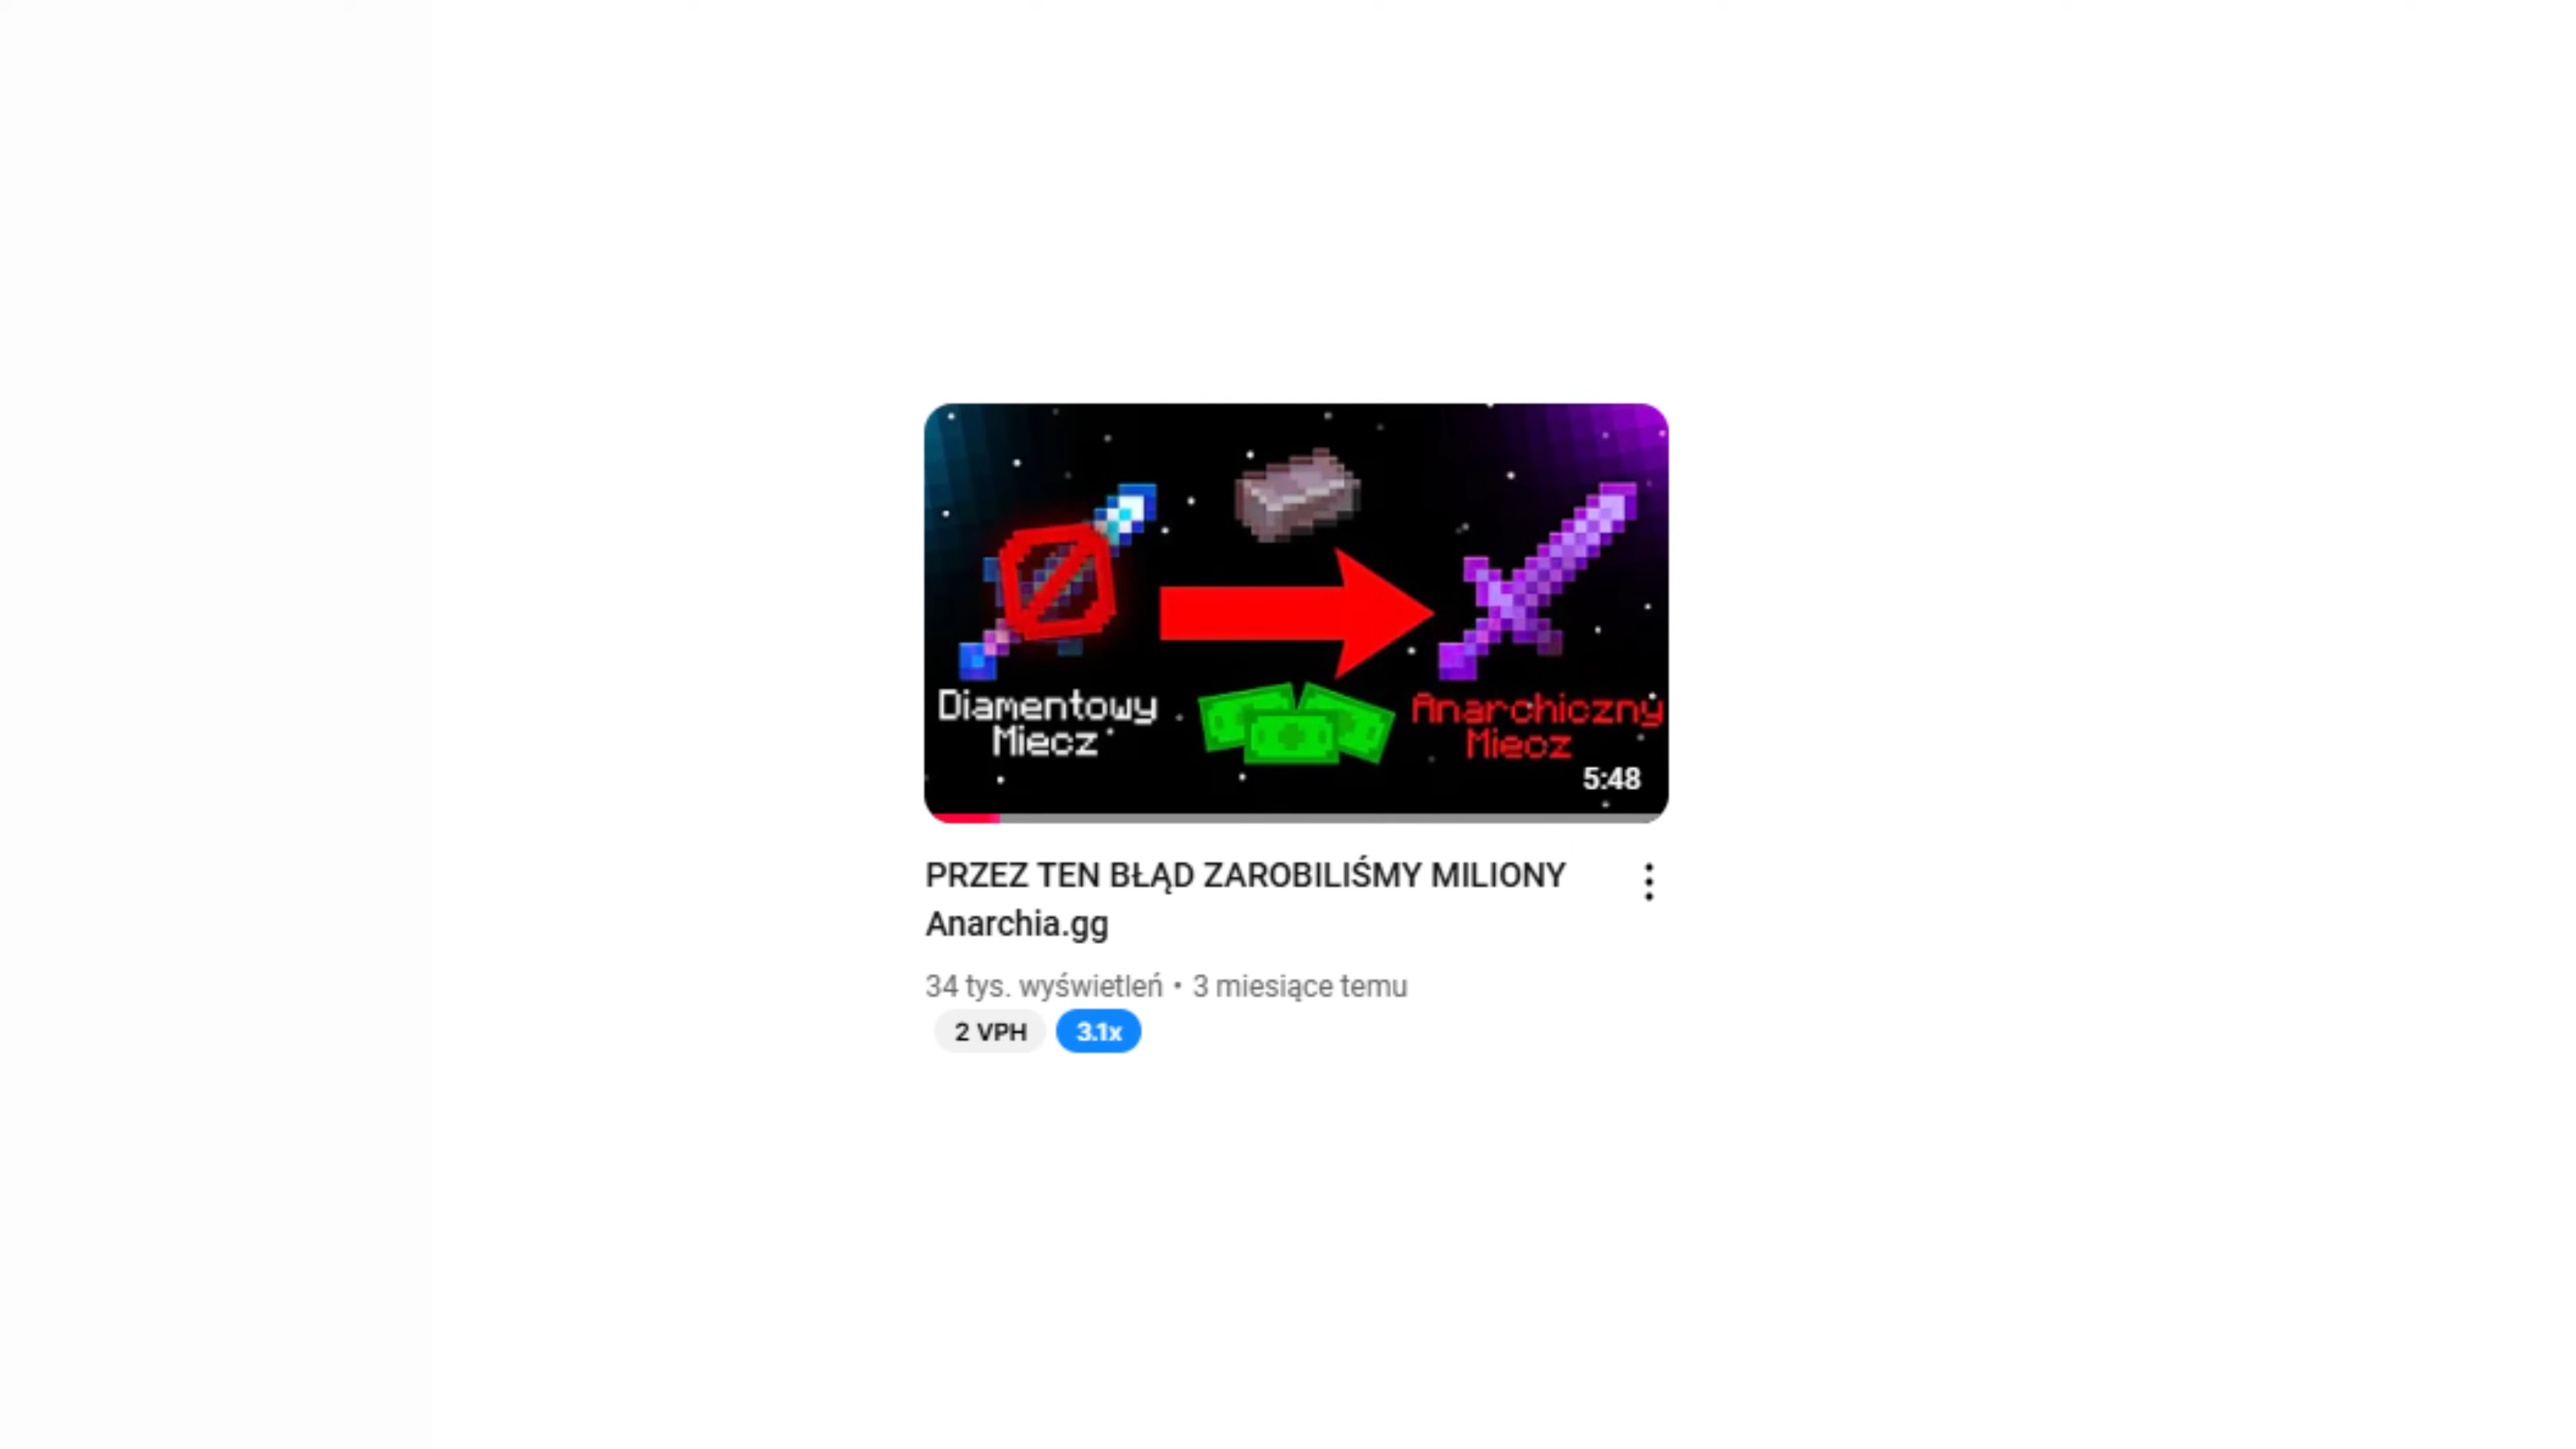 Diamentowy
Miecz
Anarchiczny
Miecz
5:48
PRZEZ TEN BŁĄD ZAROBILIŚMY MILIONY
Anarchia.gg
34 tys. wyświetleń • 3 miesiące temu
2 VPH 3.1x